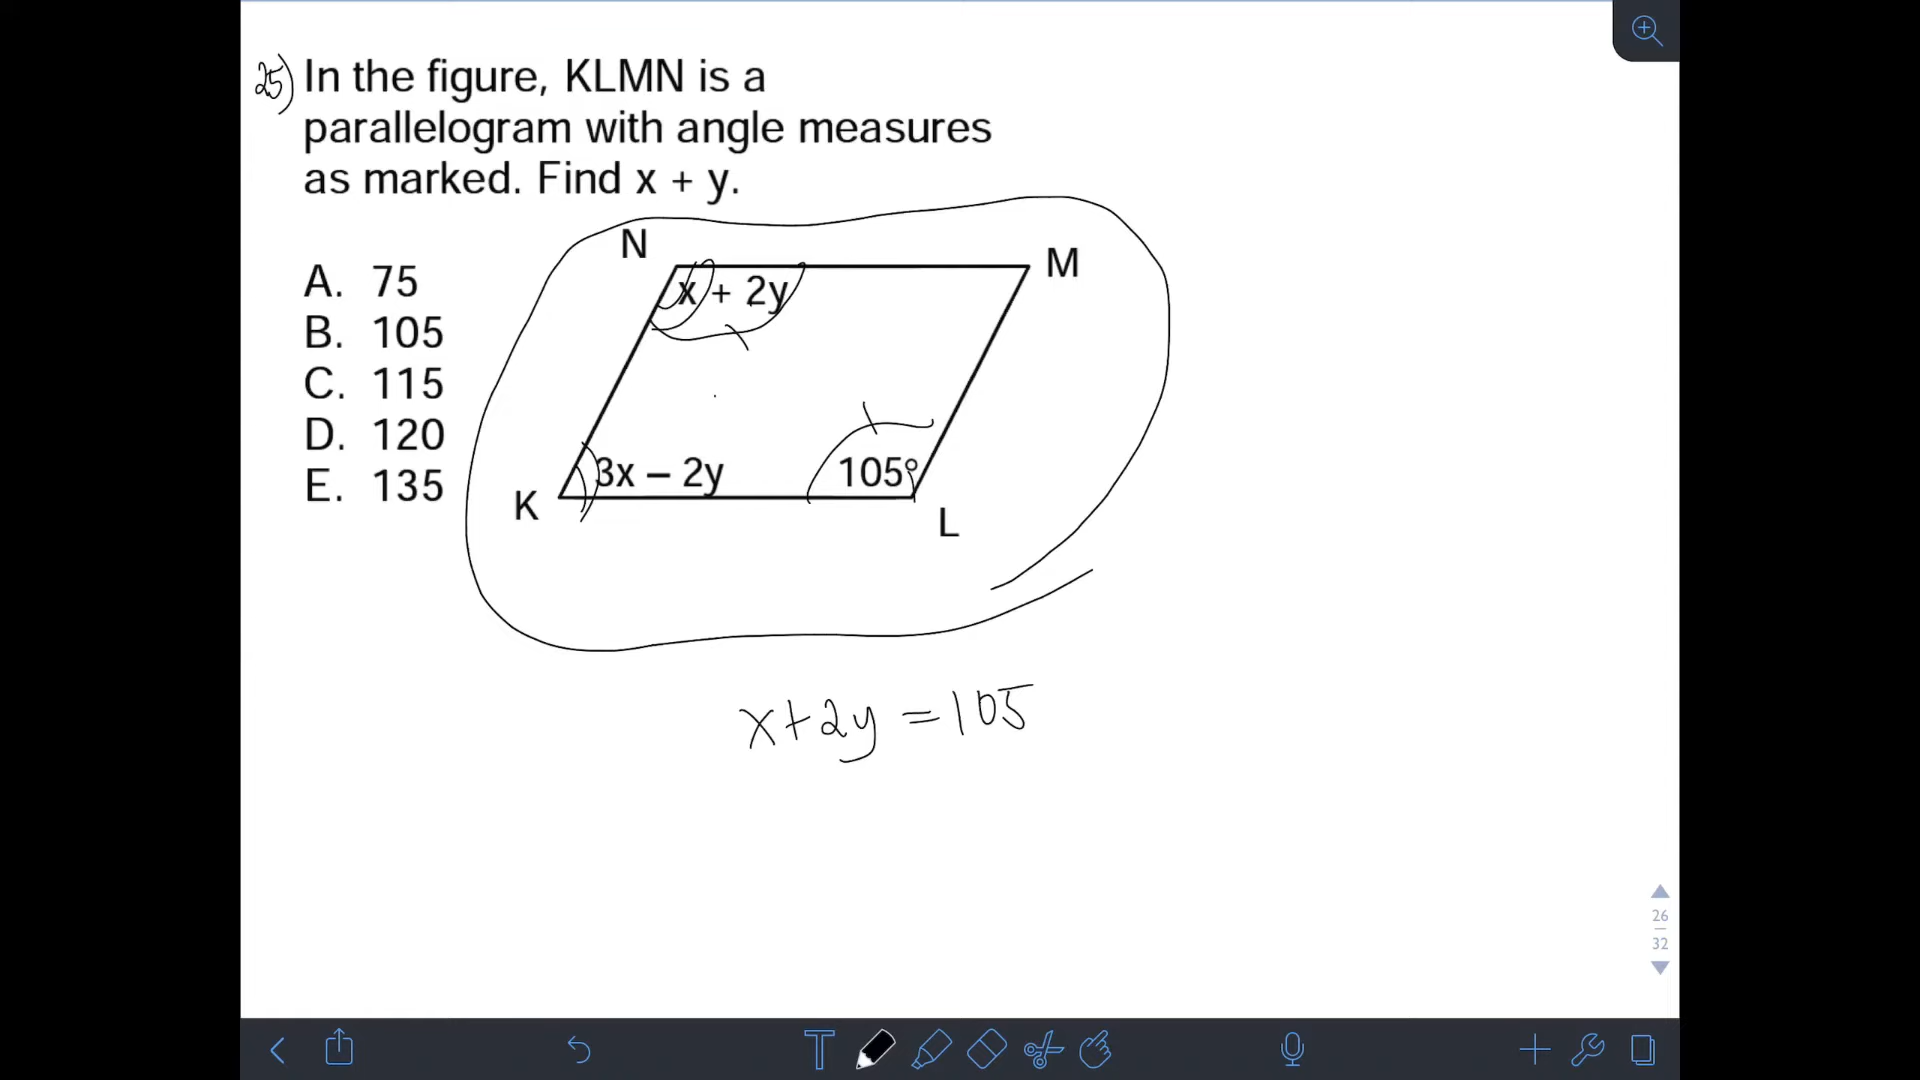 25) In the figure, KLMN is a
parallelogram with angle measures
as marked. Find x + y.
A. 75
B. 105
C. 115
D. 120
E. 135
N
M
x + 2y
3x – 2y
105°
K
L
x+2y =105
26
32
T